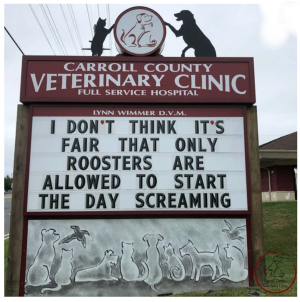 CARROLL COUNTY
VETERINARY CLINIC
FULL SERVICE HOSPITAL
LYNN WIMMER D.V.M.
I DON'T THINK IT'S
FAIR THAT ONLY
ROOSTERS ARE
ALLOWED TO START
THE DAY SCREAMING